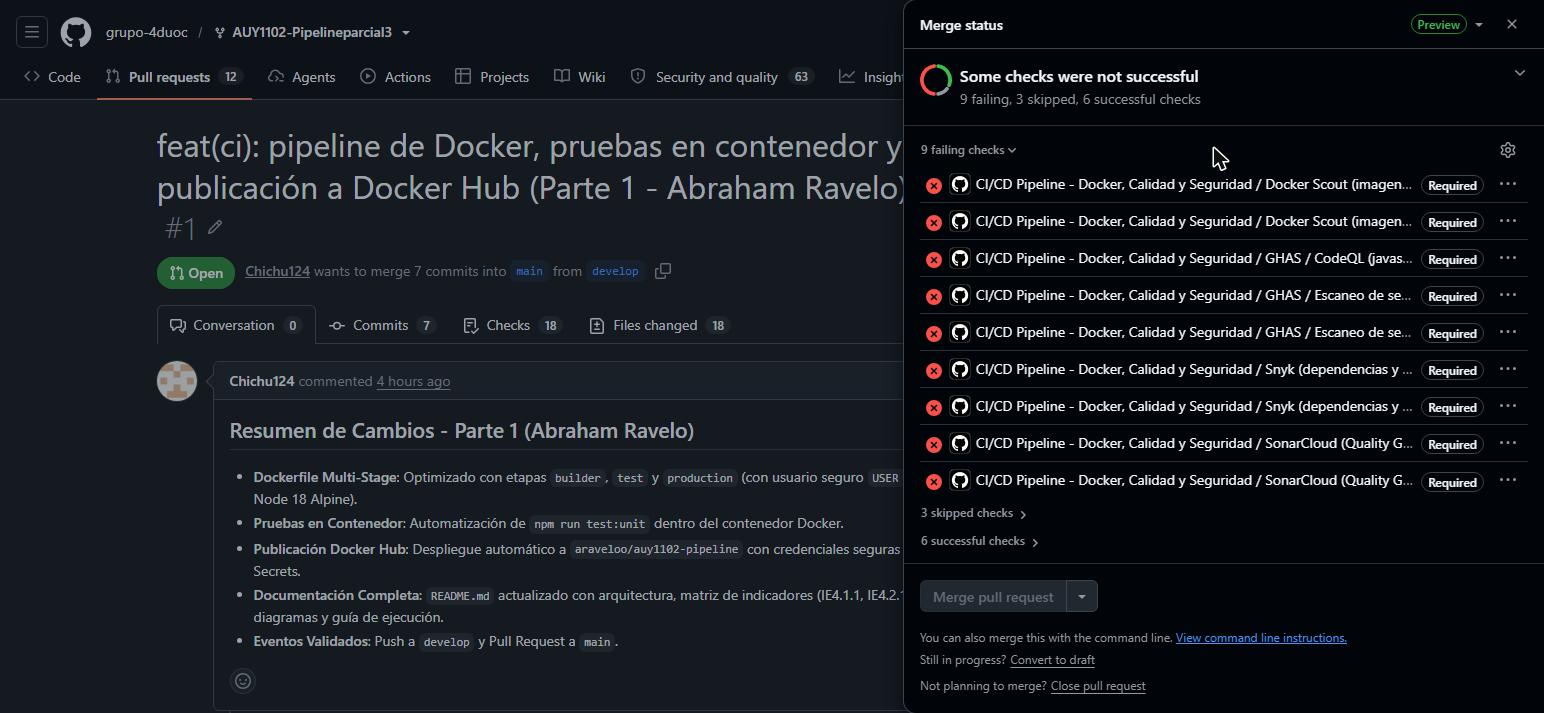 grupo-4duoc / AUY1102-Pipelineparcial3
Code
Pull requests 12
Agents
Actions
Projects
Wiki
Security and quality 63
Insigh
feat(ci): pipeline de Docker, pruebas en contenedor y
publicación a Docker Hub (Parte 1 - Abraham Ravelo)
#1
Open Chichu124 wants to merge 7 commits into main from develop
Conversation 0
Commits 7
Checks 18
Files changed 18
Chichu124 commented 4 hours ago
Resumen de Cambios - Parte 1 (Abraham Ravelo)
• Dockerfile Multi-Stage: Optimizado con etapas builder, test y production (con usuario seguro USER
Node 18 Alpine).
• Pruebas en Contenedor: Automatización de npm run test:unit dentro del contenedor Docker.
• Publicación Docker Hub: Despliegue automático a araveloo/auy1102-pipeline con credenciales seguras
Secrets.
• Documentación Completa: README.md actualizado con arquitectura, matriz de indicadores (IE4.1.1, IE4.2.1
diagramas y guía de ejecución.
• Eventos Validados: Push a develop y Pull Request a main.
Merge status
Preview
Some checks were not successful
9 failing, 3 skipped, 6 successful checks
9 failing checks
CI/CD Pipeline - Docker, Calidad y Seguridad / Docker Scout (imagen... Required
CI/CD Pipeline - Docker, Calidad y Seguridad / Docker Scout (imagen... Required
CI/CD Pipeline - Docker, Calidad y Seguridad / GHAS / CodeQL (javas... Required
CI/CD Pipeline - Docker, Calidad y Seguridad / GHAS / Escaneo de se... Required
CI/CD Pipeline - Docker, Calidad y Seguridad / GHAS / Escaneo de se... Required
CI/CD Pipeline - Docker, Calidad y Seguridad / Snyk (dependencias y ... Required
CI/CD Pipeline - Docker, Calidad y Seguridad / Snyk (dependencias y ... Required
CI/CD Pipeline - Docker, Calidad y Seguridad / SonarCloud (Quality G... Required
CI/CD Pipeline - Docker, Calidad y Seguridad / SonarCloud (Quality G... Required
3 skipped checks
6 successful checks
Merge pull request
You can also merge this with the command line. View command line instructions.
Still in progress? Convert to draft
Not planning to merge? Close pull request